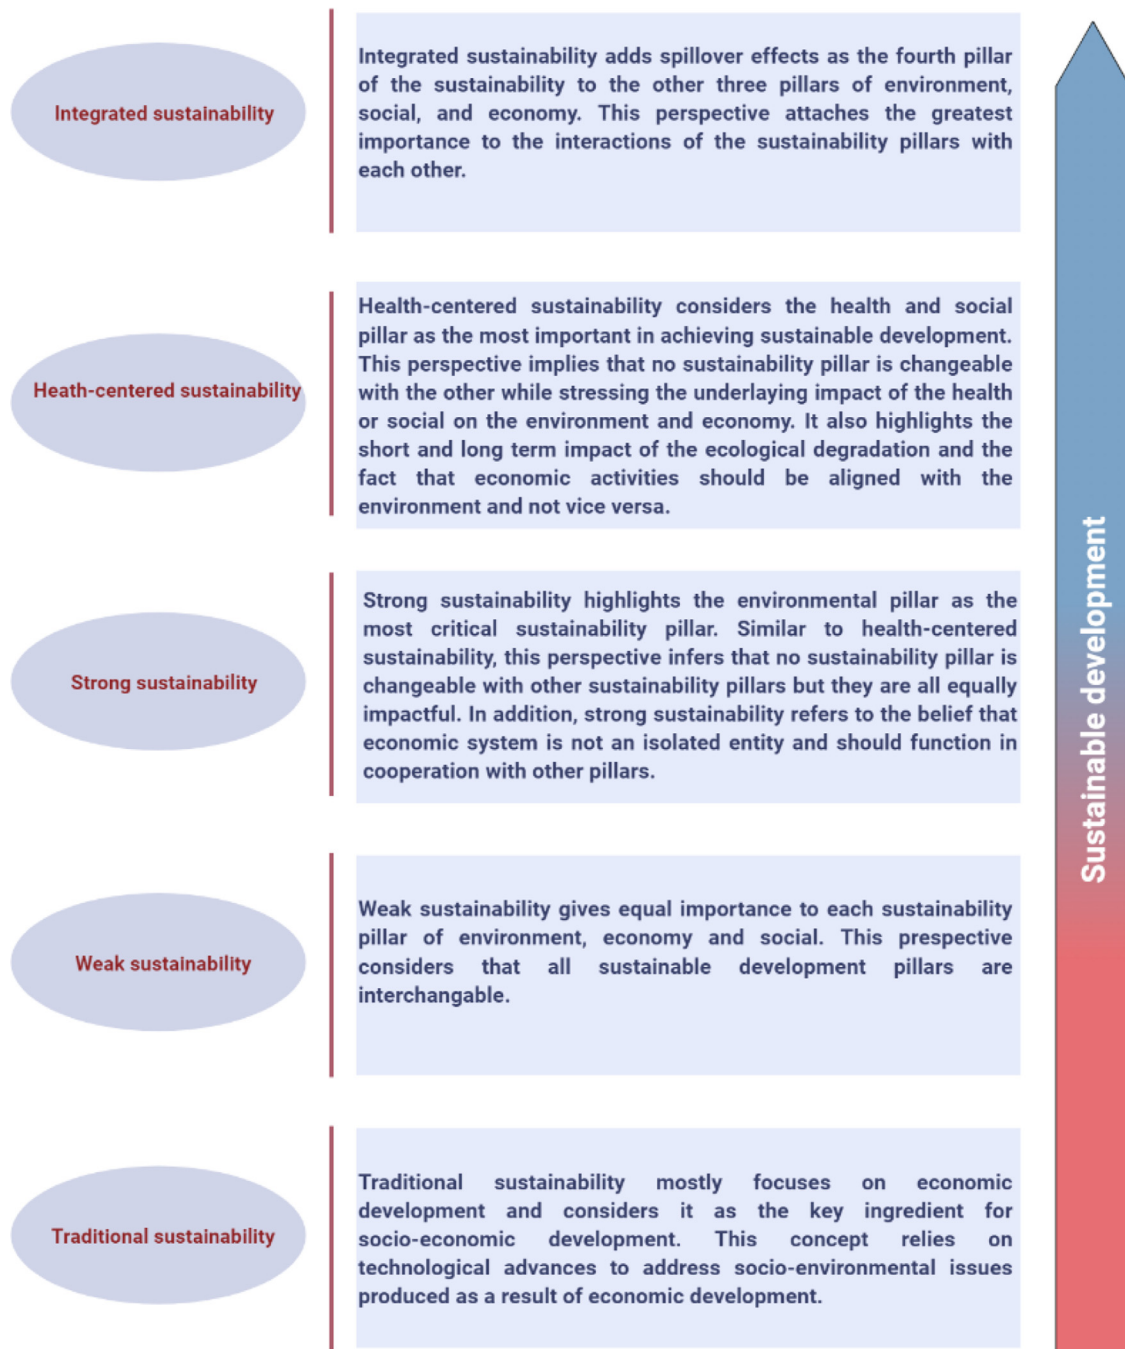 Integrated sustainability
Integrated sustainability adds spillover effects as the fourth pillar
of the sustainability to the other three pillars of environment,
social, and economy. This perspective attaches the greatest
importance to the interactions of the sustainability pillars with
each other.
Heath-centered sustainability
Health-centered sustainability considers the health and social
pillar as the most important in achieving sustainable development.
This perspective implies that no sustainability pillar is changeable
with the other while stressing the underlaying impact of the health
or social on the environment and economy. It also highlights the
short and long term impact of the ecological degradation and the
fact that economic activities should be aligned with the
environment and not vice versa.
Strong sustainability
Strong sustainability highlights the environmental pillar as the
most critical sustainability pillar. Similar to health-centered
sustainability, this perspective infers that no sustainability pillar is
changeable with other sustainability pillars but they are all equally
impactful. In addition, strong sustainability refers to the belief that
economic system is not an isolated entity and should function in
cooperation with other pillars.
Weak sustainability
Weak sustainability gives equal importance to each sustainability
pillar of environment, economy and social. This prespective
considers that all sustainable development pillars are
interchangable.
Traditional sustainability
Traditional sustainability mostly focuses on economic
development and considers it as the key ingredient for
socio-economic development. This concept relies on
technological advances to address socio-environmental issues
produced as a result of economic development.
Sustainable development